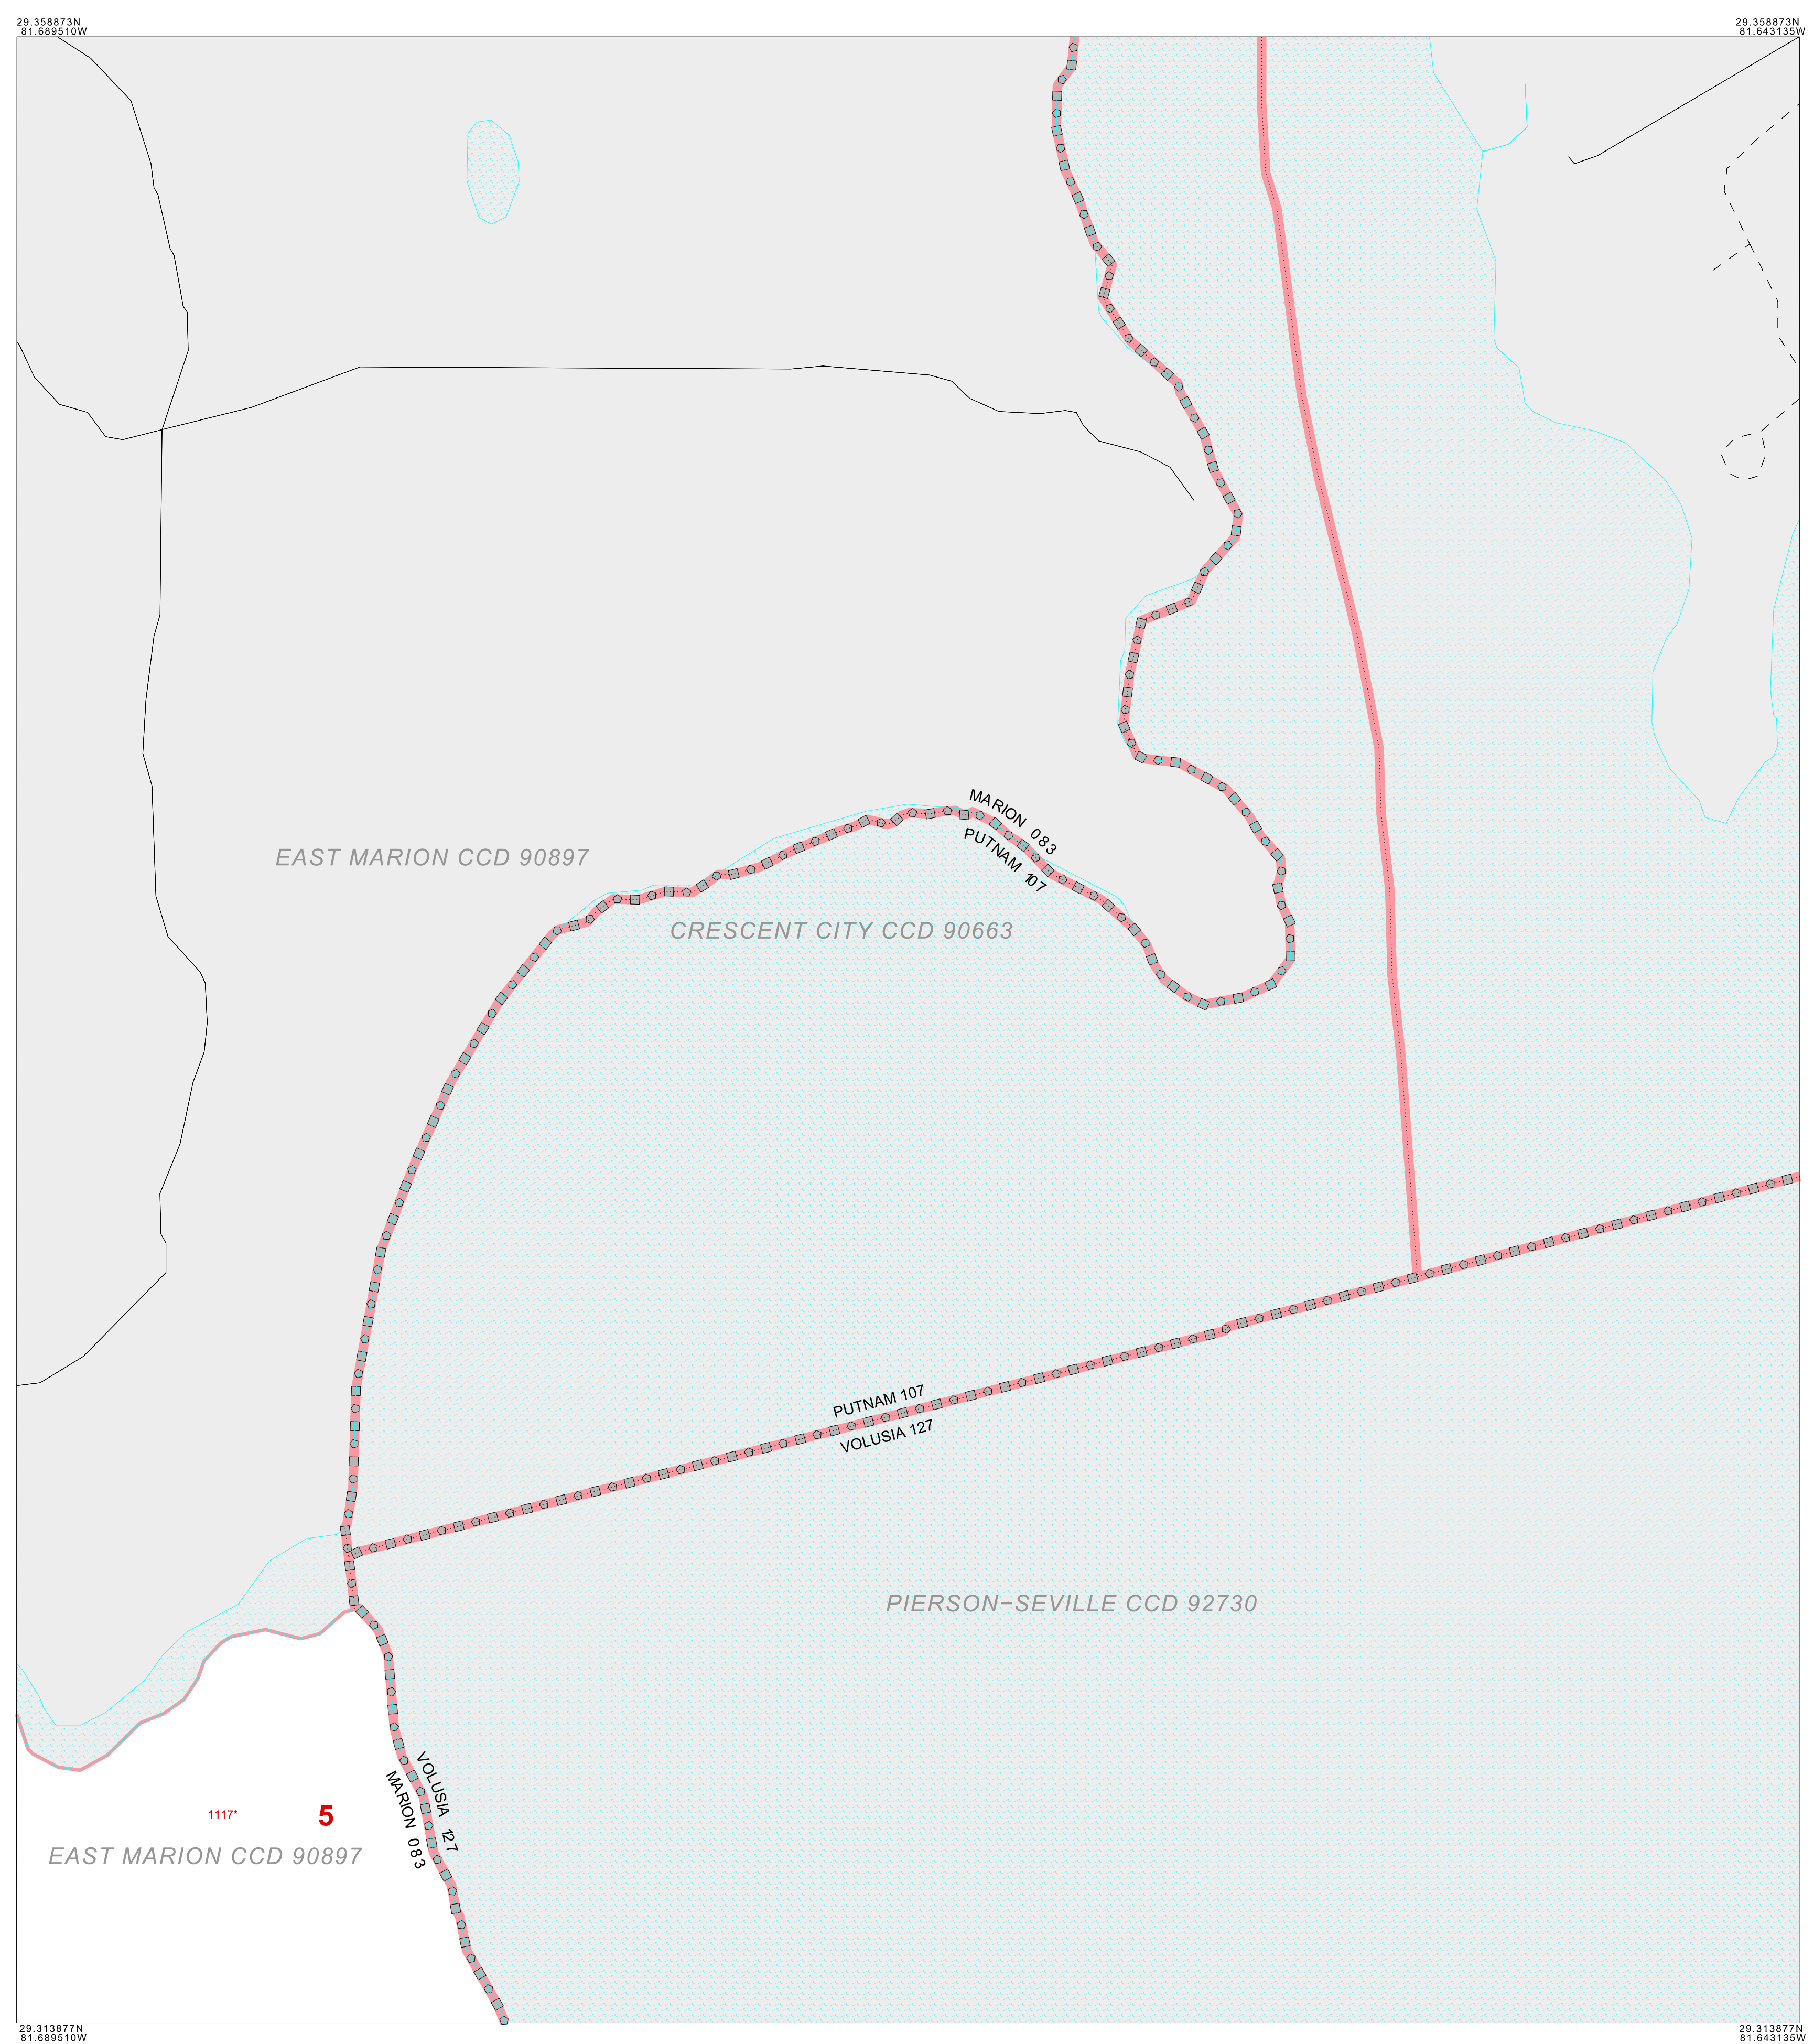 29.358873N
81.689510W
29.358873N
81.643135W
MARION 083
PUTNAM 107
EAST MARION CCD 90897
CRESCENT CITY CCD 90663
PUTNAM 107
VOLUSIA 127
PIERSON−SEVILLE CCD 92730
VOLUSIA 127
MARION 083
1117*
5
EAST MARION CCD 90897
29.313877N
81.689510W
29.313877N
81.643135W